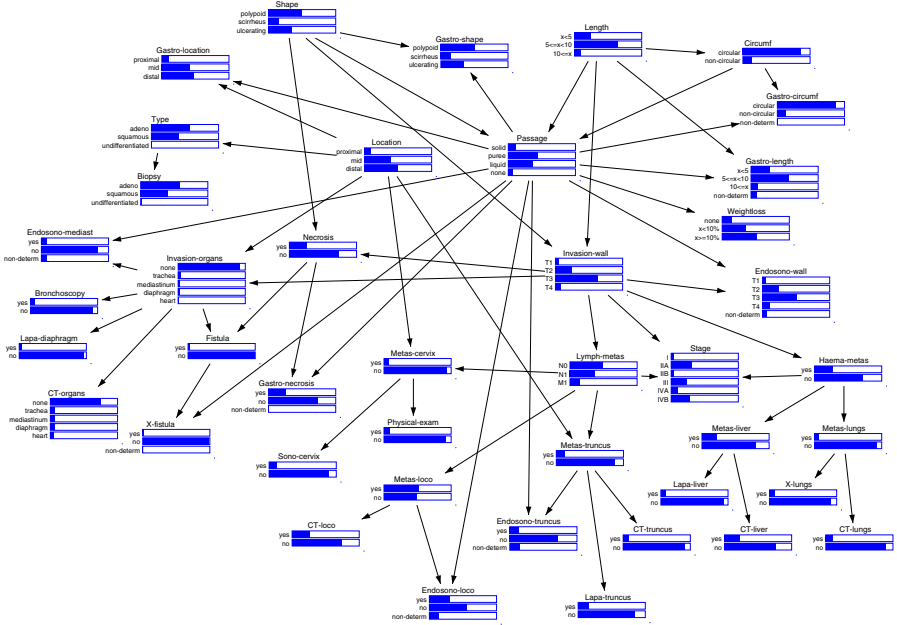 Shape
polypoid
scirrheus
ulcerating
Gastro-location
proximal
mid
distal
Gastro-shape
polypoid
scirrheus
ulcerating
Length
x<5
5<=x<10
10<=x
Circumf
circular
non-circular
Gastro-circumf
circular
non-circular
non-determ
Type
adeno
squamous
undifferentiated
Location
proximal
mid
distal
Passage
solid
puree
liquid
none
Gastro-length
x<5
5<=x<10
10<=x
non-determ
Biopsy
adeno
squamous
undifferentiated
Weightloss
none
x<10%
x>=10%
Endosono-mediast
yes
no
non-determ
Necrosis
yes
no
Invasion-organs
none
trachea
mediastinum
diaphragm
heart
Invasion-wall
T1
T2
T3
T4
Endosono-wall
T1
T2
T3
T4
non-determ
Bronchoscopy
yes
no
Lapa-diaphragm
yes
no
Fistula
yes
no
Metas-cervix
yes
no
Lymph-metas
N0
N1
M1
Stage
I
IIA
IIB
III
IVA
IVB
Haema-metas
yes
no
CT-organs
none
trachea
mediastinum
diaphragm
heart
Gastro-necrosis
yes
no
non-determ
X-fistula
yes
no
non-determ
Physical-exam
yes
no
Metas-truncus
yes
no
Metas-liver
yes
no
Metas-lungs
yes
no
Sono-cervix
yes
no
Metas-loco
yes
no
Lapa-liver
yes
no
X-lungs
yes
no
CT-loco
yes
no
Endosono-truncus
yes
no
non-determ
CT-truncus
yes
no
CT-liver
yes
no
CT-lungs
yes
no
Endosono-loco
yes
no
non-determ
Lapa-truncus
yes
no